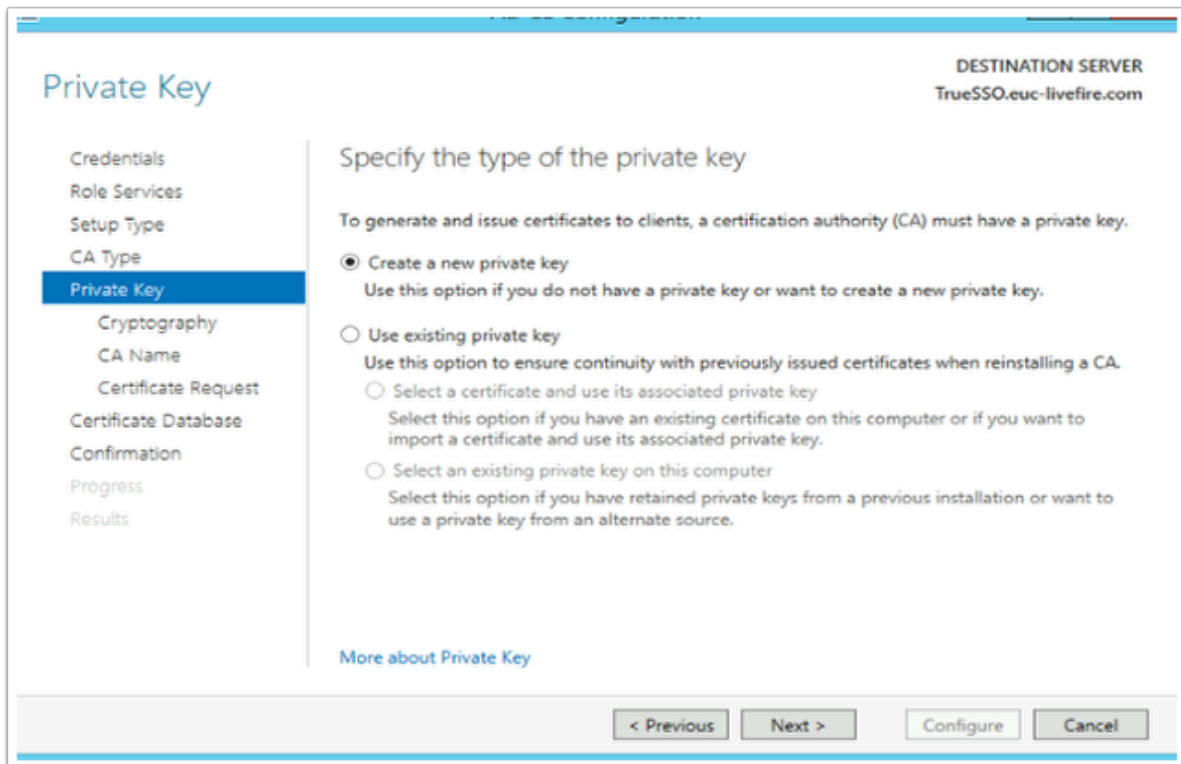 AD CS Configuration
Private Key
DESTINATION SERVER
TrueSSO.euc-livefire.com
Credentials
Role Services
Setup Type
CA Type
Private Key
Cryptography
CA Name
Certificate Request
Certificate Database
Confirmation
Progress
Results
Specify the type of the private key
To generate and issue certificates to clients, a certification authority (CA) must have a private key.
Create a new private key
Use this option if you do not have a private key or want to create a new private key.
Use existing private key
Use this option to ensure continuity with previously issued certificates when reinstalling a CA.
Select a certificate and use its associated private key
Select this option if you have an existing certificate on this computer or if you want to
import a certificate and use its associated private key.
Select an existing private key on this computer
Select this option if you have retained private keys from a previous installation or want to
use a private key from an alternate source.
More about Private Key
< Previous
Next >
Configure
Cancel